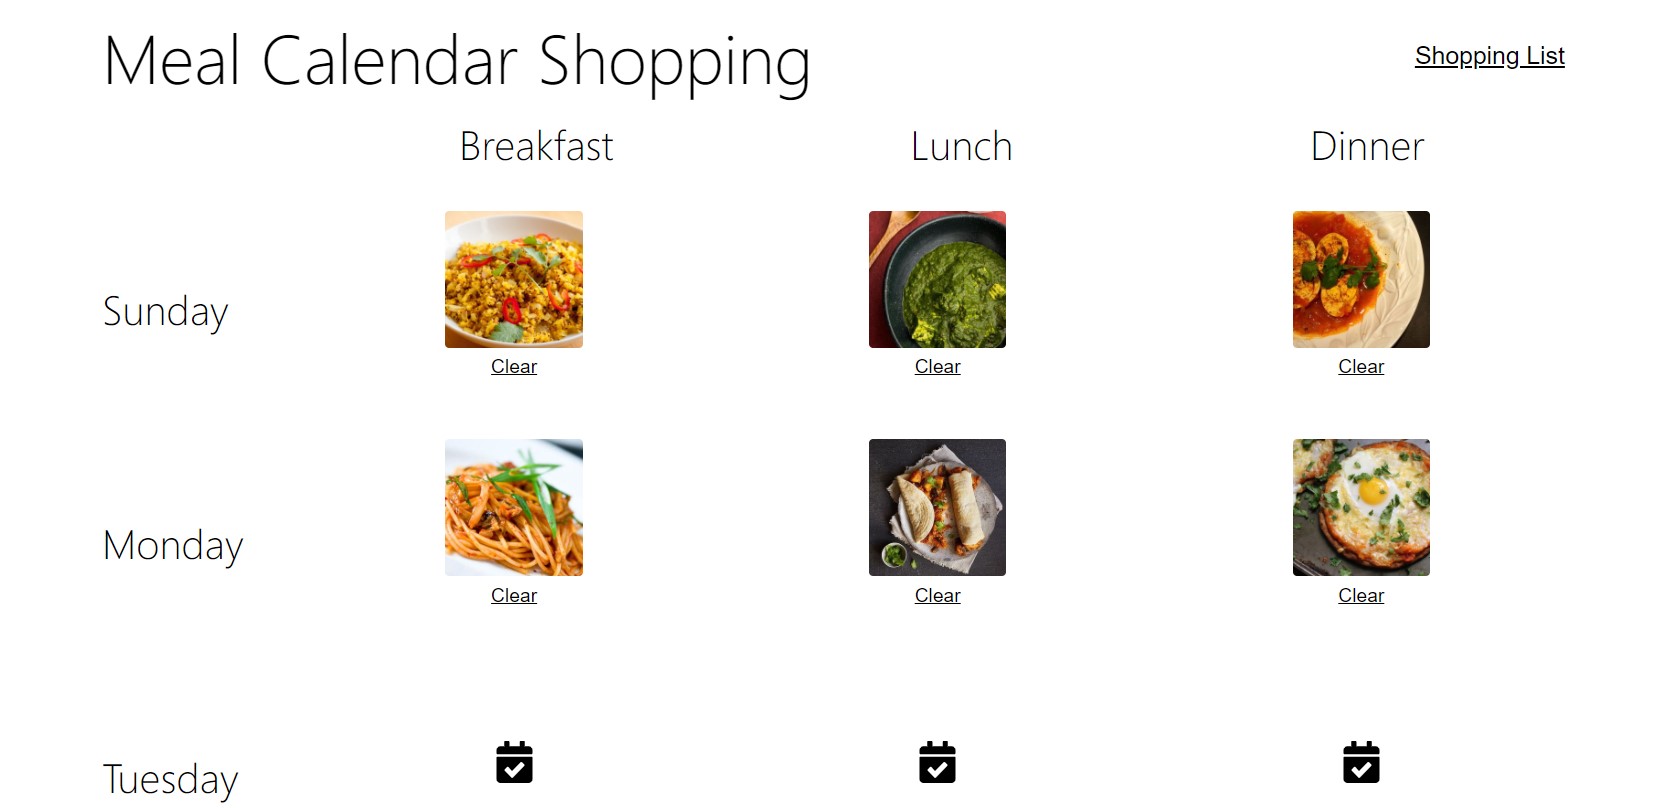 Meal Calendar Shopping
Shopping List
Breakfast Lunch Dinner
Sunday
Clear Clear Clear
Monday
Clear Clear Clear
Tuesday